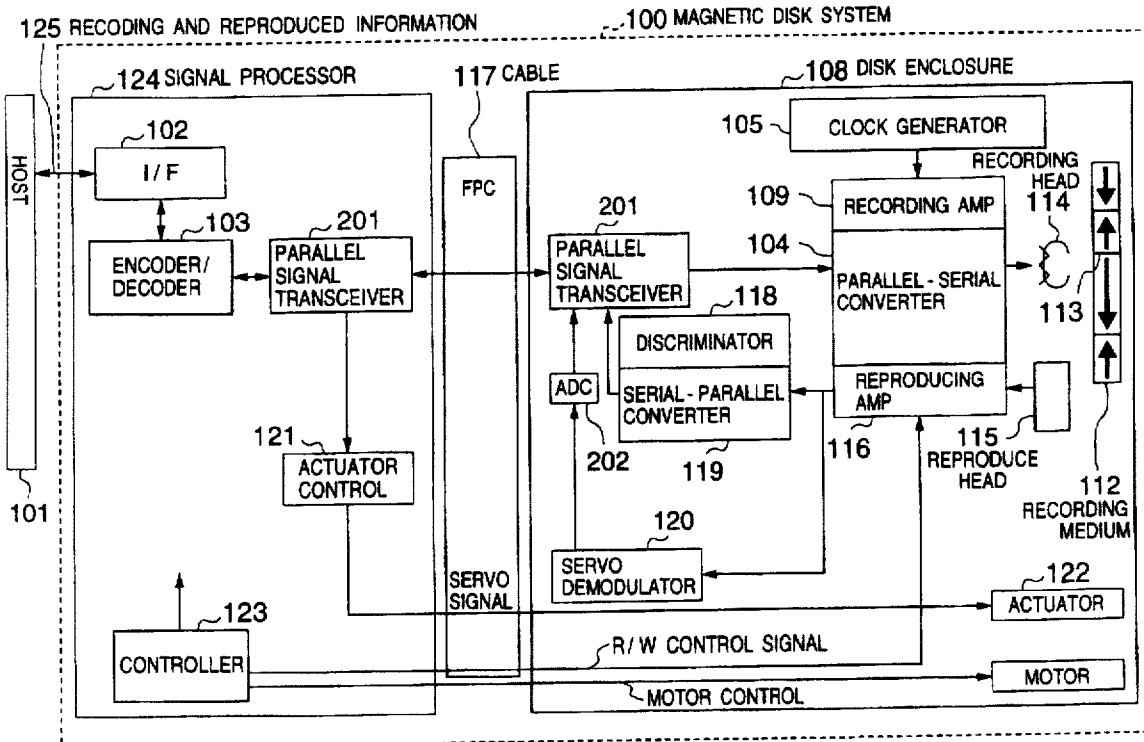 125 RECODING AND REPRODUCED INFORMATION
100 MAGNETIC DISK SYSTEM
124 SIGNAL PROCESSOR
117 CABLE
108 DISK ENCLOSURE
HOST
101
102
I/F
103
ENCODER/
DECODER
201
PARALLEL
SIGNAL
TRANSCEIVER
121
ACTUATOR
CONTROL
123
CONTROLLER
FPC
SERVO
SIGNAL
105
CLOCK GENERATOR
109
RECORDING AMP
104
PARALLEL-SERIAL
CONVERTER
REPRODUCING
AMP
116
201
PARALLEL
SIGNAL
TRANSCEIVER
118
DISCRIMINATOR
SERIAL-PARALLEL
CONVERTER
119
ADC
202
120
SERVO
DEMODULATOR
RECORDING
HEAD
114
113
115
REPRODUCE
HEAD
112
RECORDING
MEDIUM
122
ACTUATOR
R/W CONTROL SIGNAL
MOTOR
MOTOR CONTROL